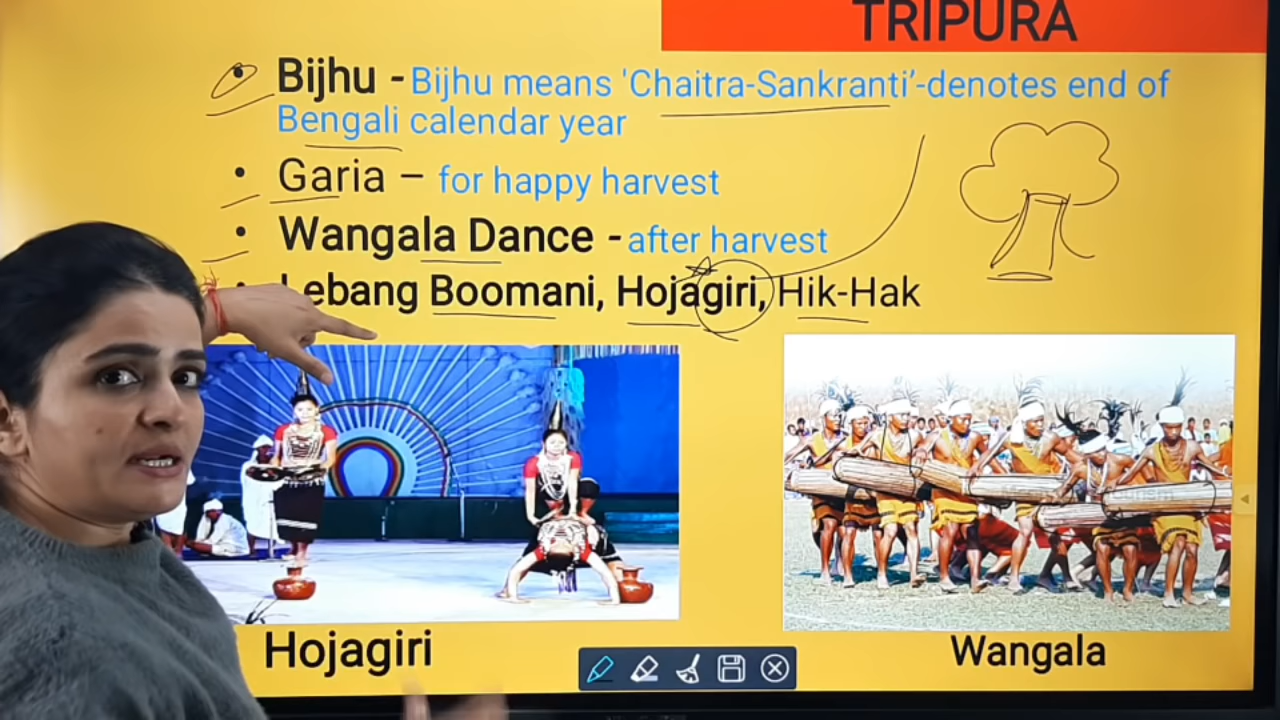 TRIPURA
• Bijhu - Bijhu means 'Chaitra-Sankranti'-denotes end of
Bengali calendar year
• Garia – for happy harvest
• Wangala Dance - after harvest
• Lebang Boomani, Hojagiri, Hik-Hak
Hojagiri
Wangala